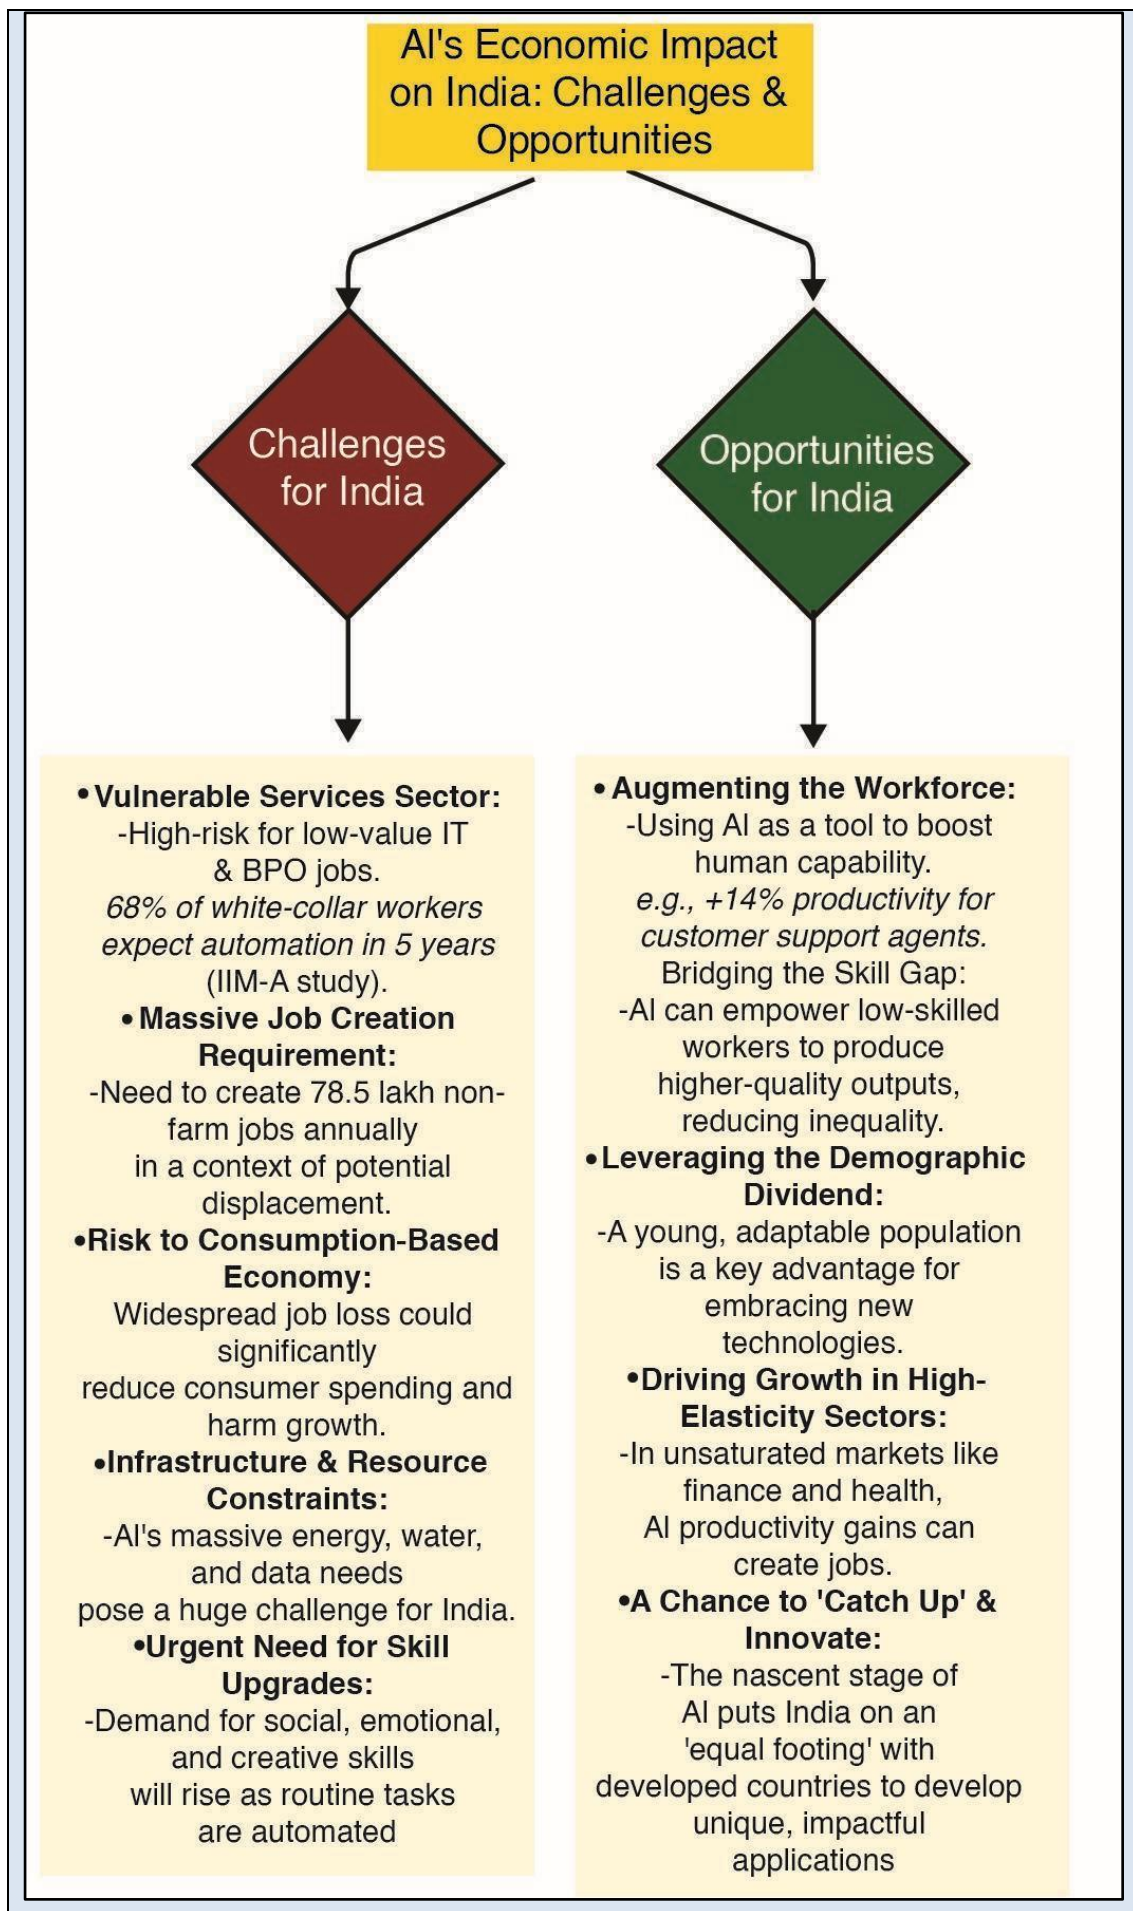 AI's Economic Impact
on India: Challenges &
Opportunities
Challenges
for India
Opportunities
for India
•Vulnerable Services Sector:
-High-risk for low-value IT
& BPO jobs.
68% of white-collar workers
expect automation in 5 years
(IIM-A study).
•Massive Job Creation
Requirement:
-Need to create 78.5 lakh non-
farm jobs annually
in a context of potential
displacement.
•Risk to Consumption-Based
Economy:
Widespread job loss could
significantly
reduce consumer spending and
harm growth.
•Infrastructure & Resource
Constraints:
-AI's massive energy, water,
and data needs
pose a huge challenge for India.
•Urgent Need for Skill
Upgrades:
-Demand for social, emotional,
and creative skills
will rise as routine tasks
are automated
•Augmenting the Workforce:
-Using AI as a tool to boost
human capability.
e.g., +14% productivity for
customer support agents.
Bridging the Skill Gap:
-AI can empower low-skilled
workers to produce
higher-quality outputs,
reducing inequality.
•Leveraging the Demographic
Dividend:
-A young, adaptable population
is a key advantage for
embracing new
technologies.
•Driving Growth in High-
Elasticity Sectors:
-In unsaturated markets like
finance and health,
AI productivity gains can
create jobs.
•A Chance to 'Catch Up' &
Innovate:
-The nascent stage of
AI puts India on an
'equal footing' with
developed countries to develop
unique, impactful
applications